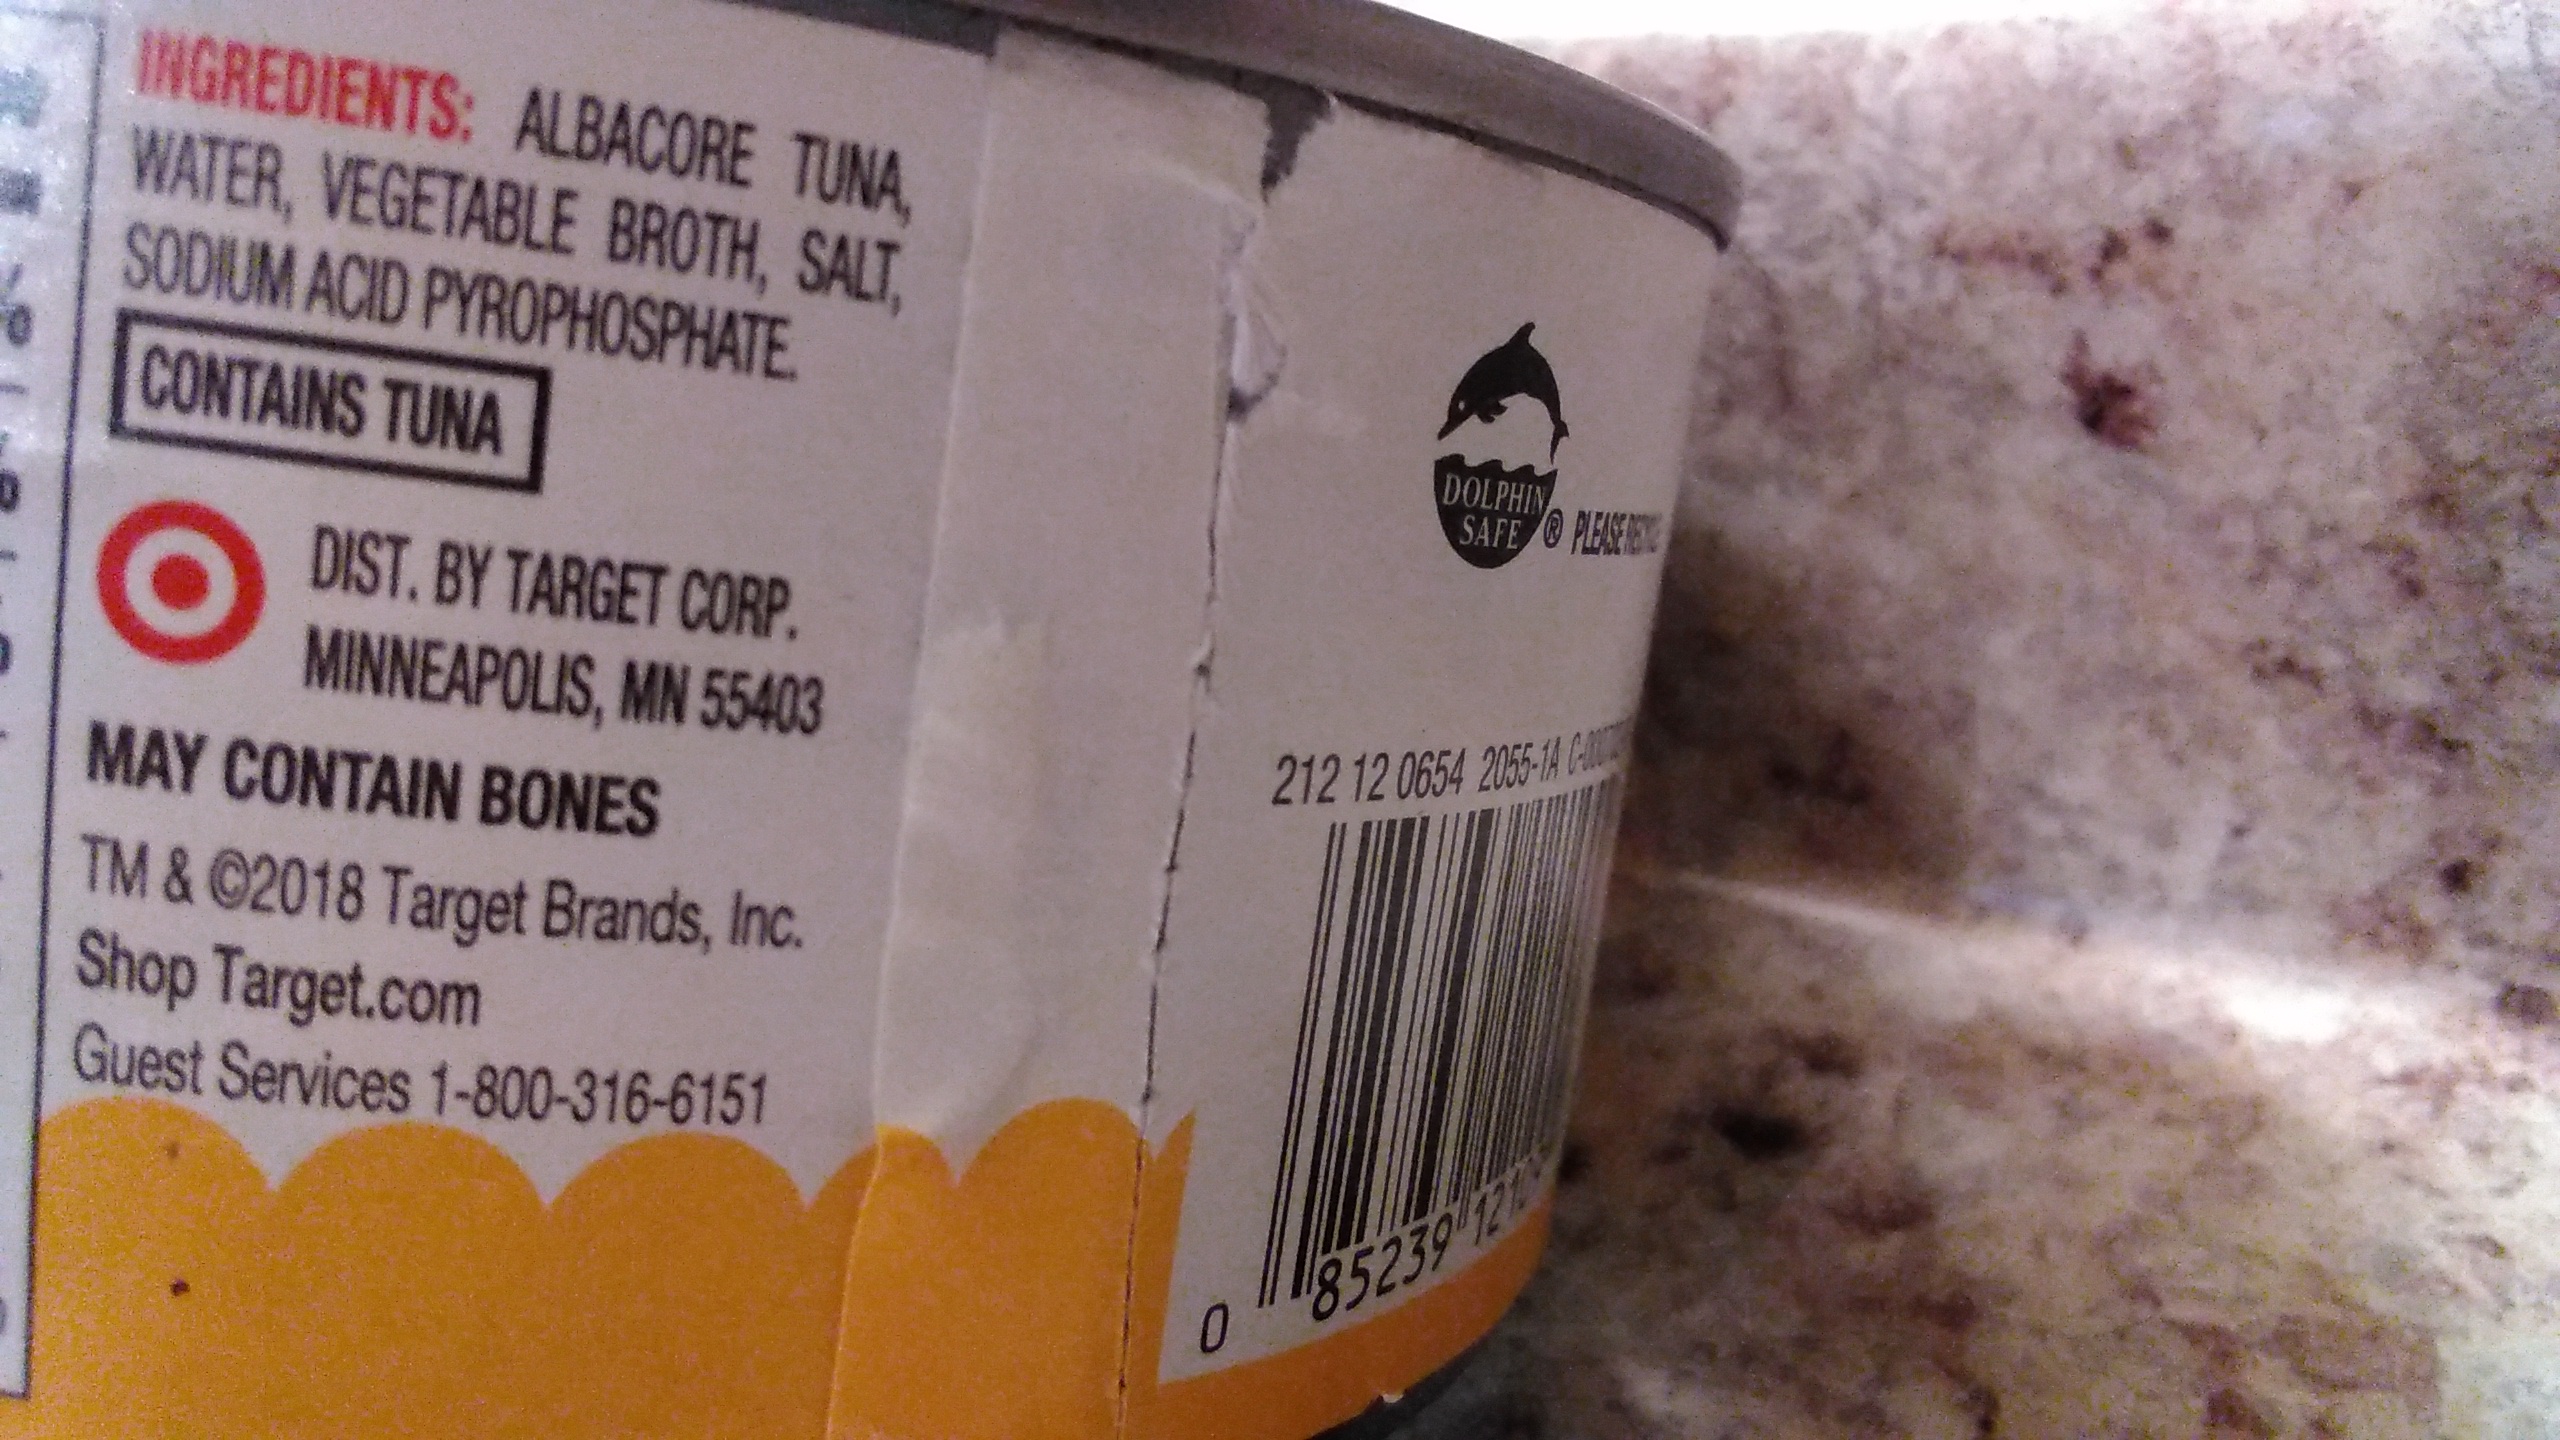 INGREDIENTS: ALBACORE TUNA,
WATER, VEGETABLE BROTH, SALT,
SODIUM ACID PYROPHOSPHATE.
CONTAINS TUNA
DIST. BY TARGET CORP.
MINNEAPOLIS, MN 55403
MAY CONTAIN BONES
TM & ©2018 Target Brands, Inc.
Shop Target.com
Guest Services 1-800-316-6151
DOLPHIN
SAFE ® PLEASE
212 12 0654 2055-1A
0 85239